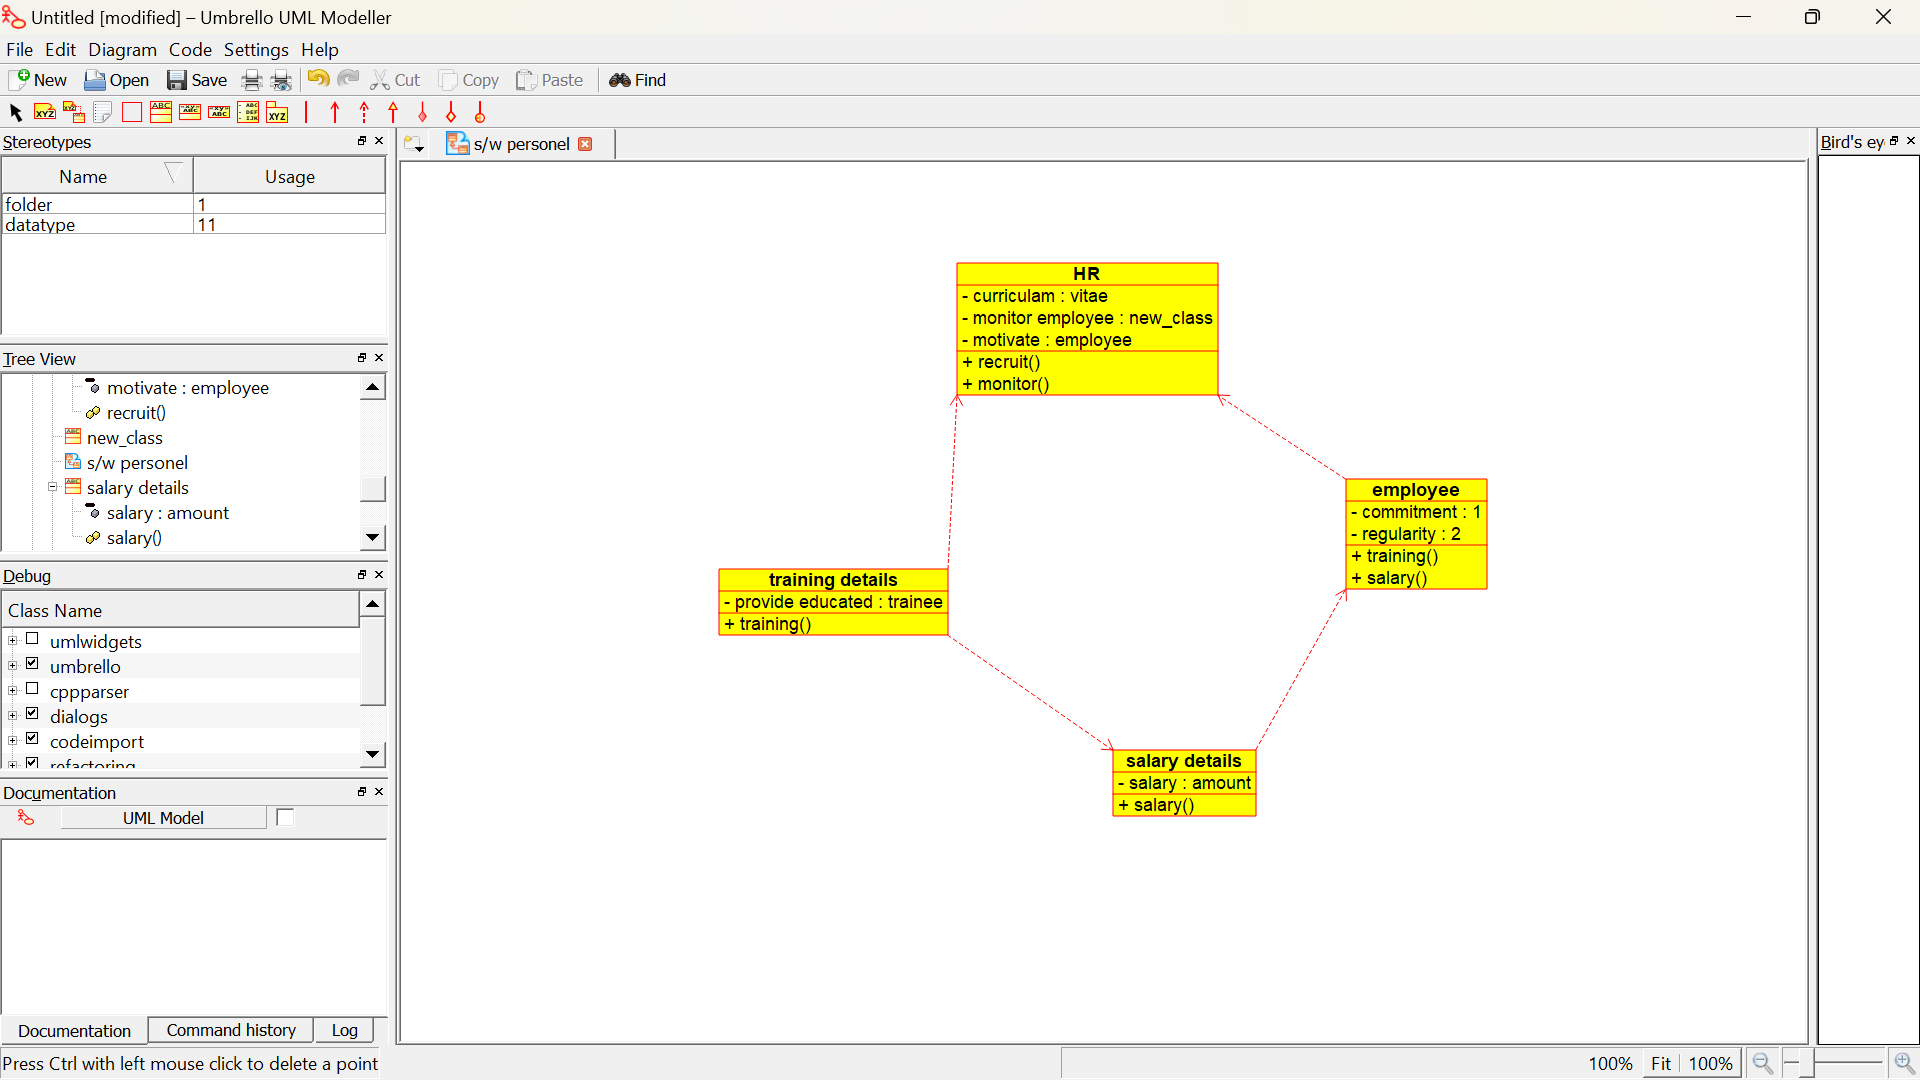 Untitled [modified] – Umbrello UML Modeller
File Edit Diagram Code Settings Help
New Open Save Cut Copy Paste Find
Stereotypes
Name Usage
folder 1
datatype 11
Tree View
motivate : employee
recruit()
new_class
s/w personel
salary details
salary : amount
salary()
Debug
Class Name
umlwidgets
umbrello
cppparser
dialogs
codeimport
refactoring
Documentation
UML Model
Documentation Command history Log
Press Ctrl with left mouse click to delete a point
s/w personel
HR
- curriculam : vitae
- monitor employee : new_class
- motivate : employee
+ recruit()
+ monitor()
employee
- commitment : 1
- regularity : 2
+ training()
+ salary()
training details
- provide educated : trainee
+ training()
salary details
- salary : amount
+ salary()
Bird's ey
100% Fit 100%